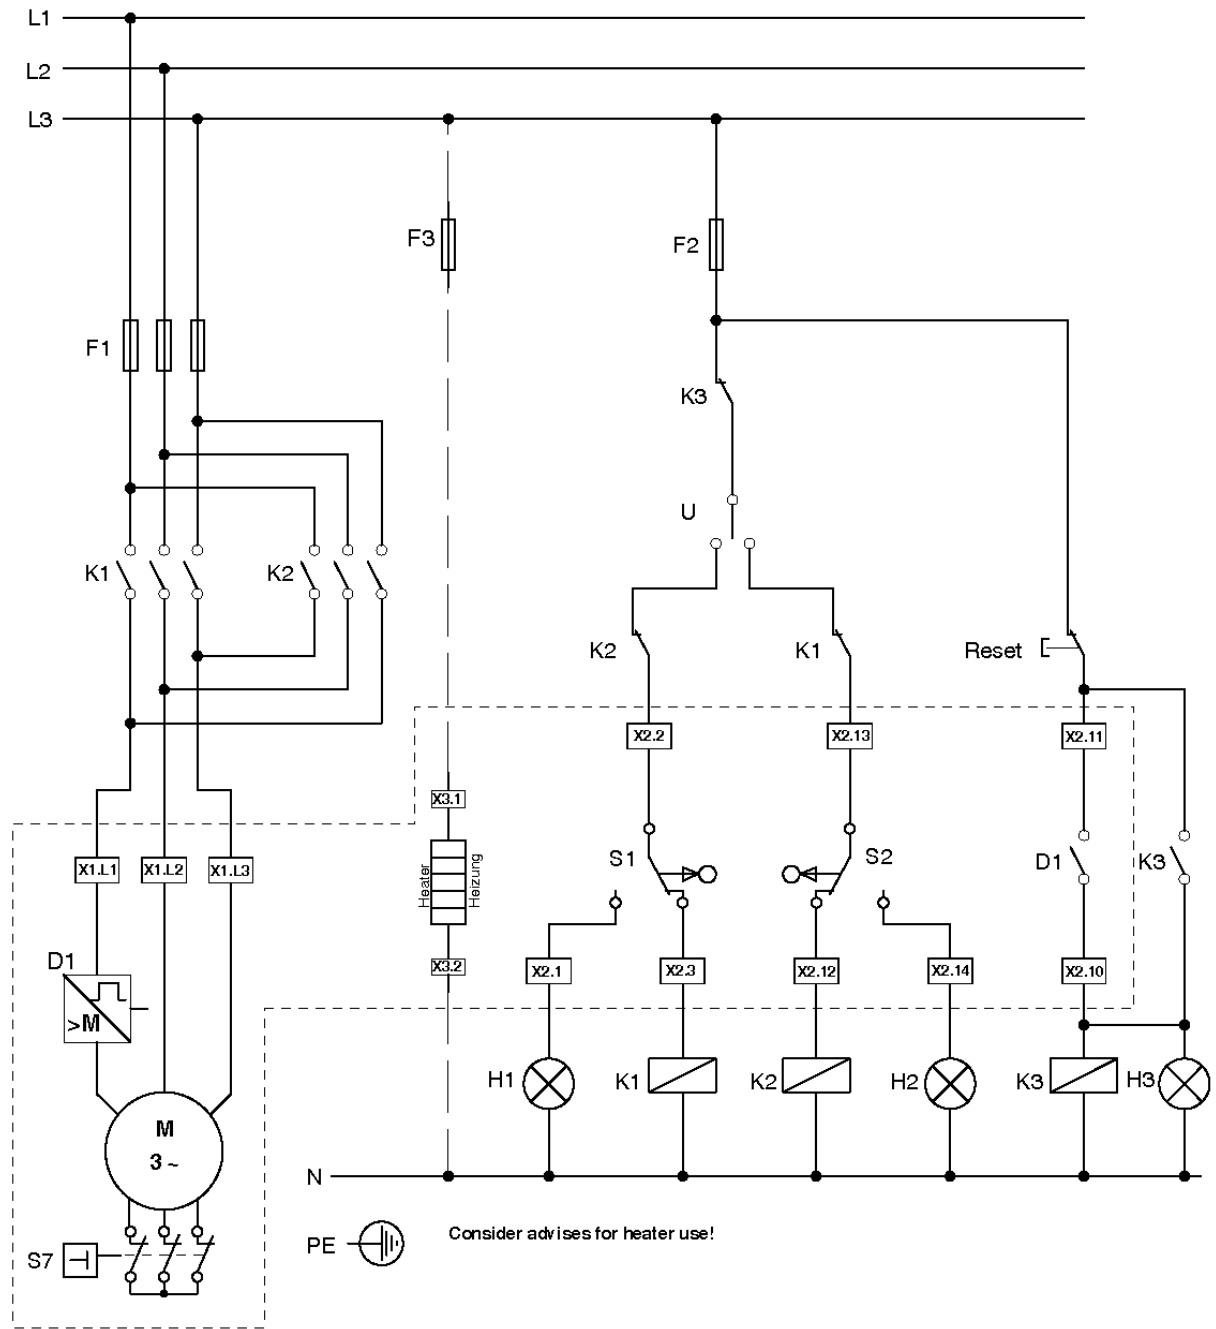 L1
L2
L3
F3
F2
F1
K3
U
K1
K2
K2
K1
Reset
X2.2
X2.13
X2.11
X3.1
S1
S2
D1
K3
X1.L1
X1.L2
X1.L3
Heater
Heizung
D1
X3.2
X2.1
X2.3
X2.12
X2.14
X2.10
>M
H1
K1
K2
H2
K3
H3
M
3 ~
N
S7
PE
Consider advises for heater use!